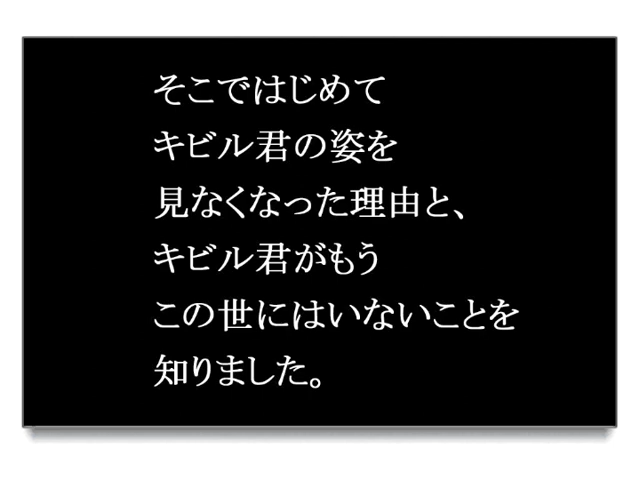 そこではじめて
キビル君の姿を
見なくなった理由と、
キビル君がもう
この世にはいないことを
知りました。